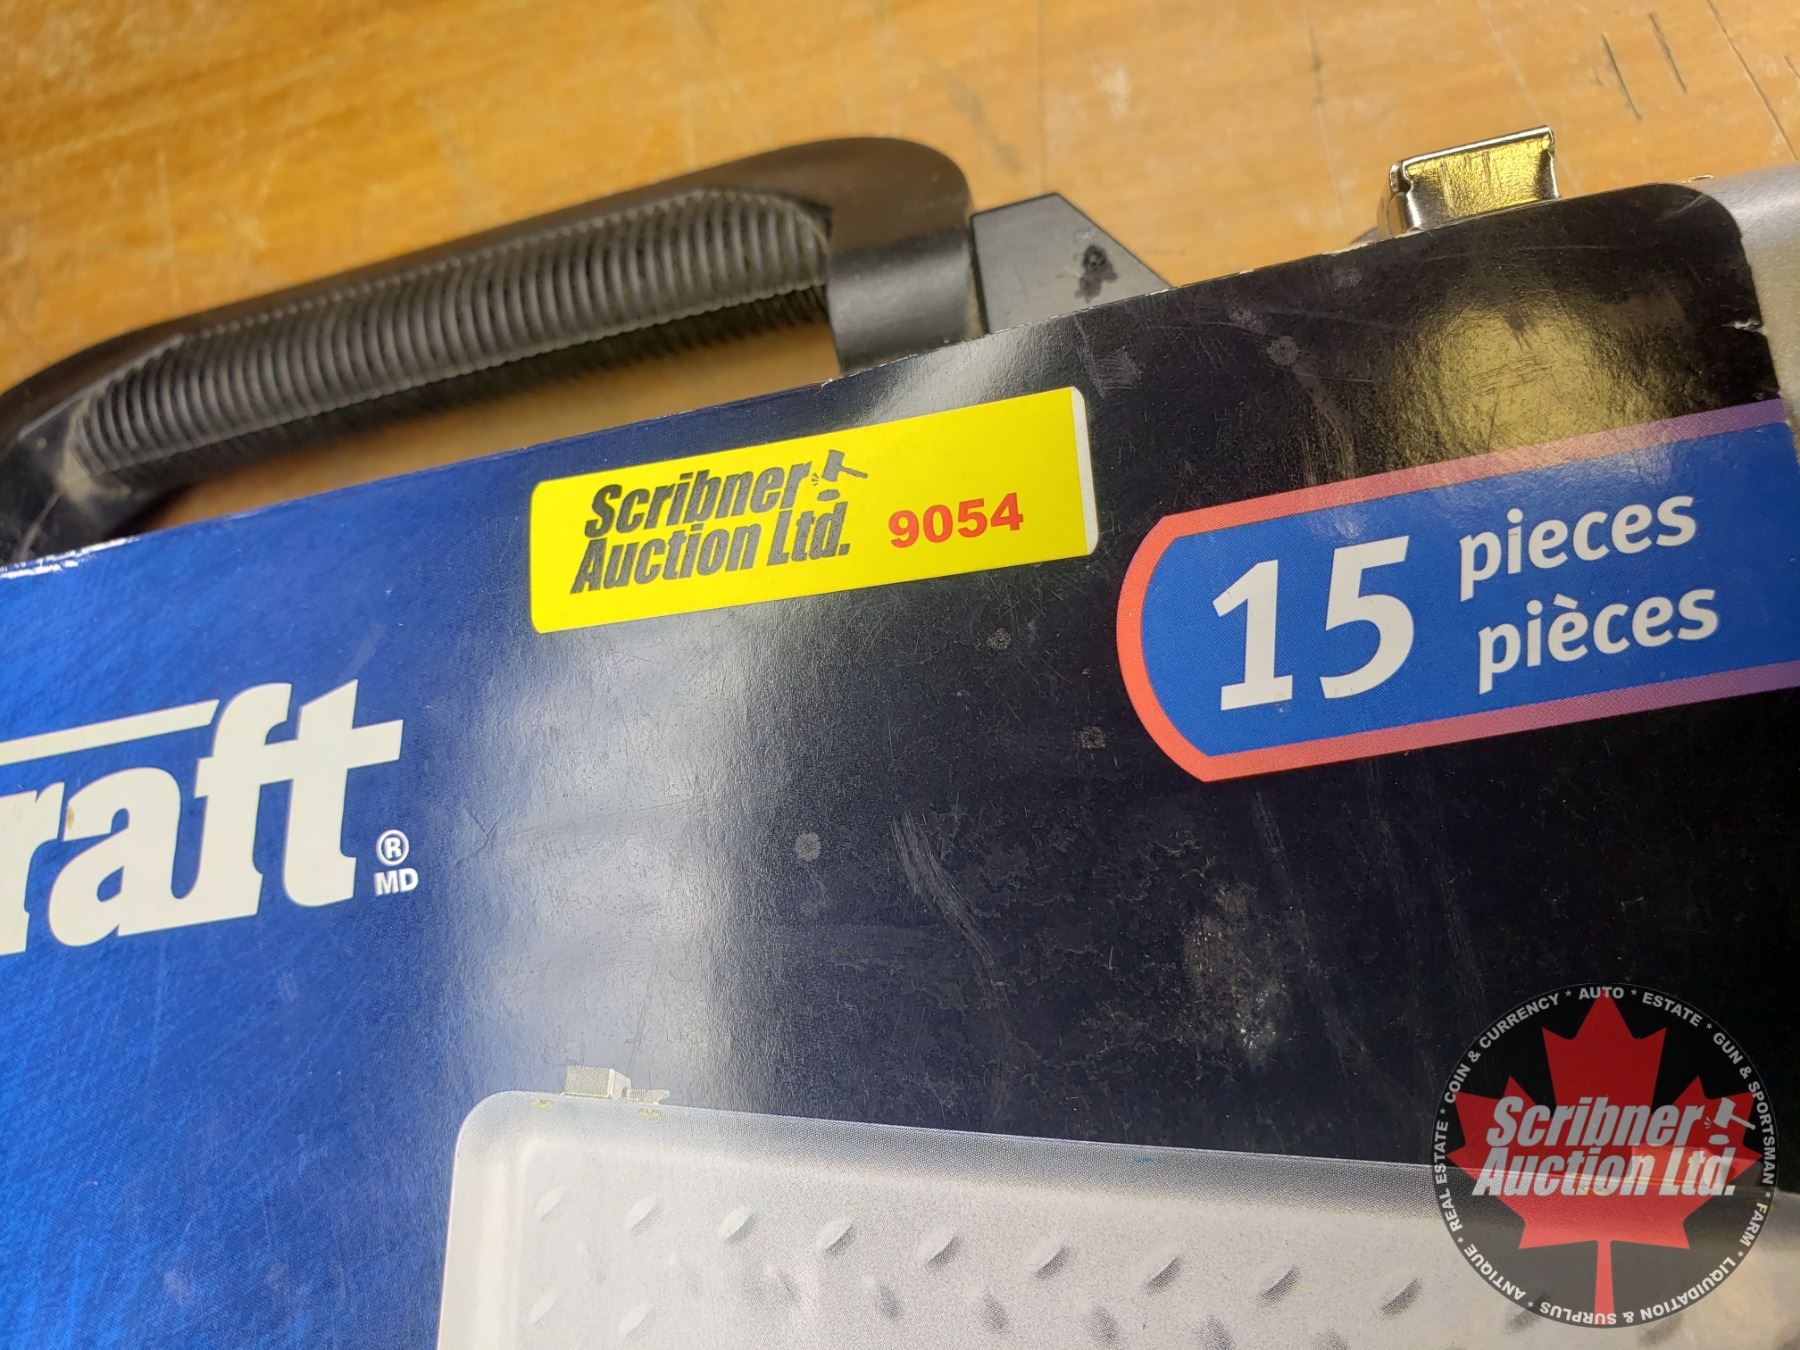 Scribner
Auction Ltd.
9054
15 pieces
pièces
raft
®
MD
REAL ESTATE * COIN & CURRENCY * AUTO * ESTATE * GUN & SPORTSMAN * FARM * LIQUIDATION & SURPLUS * ANTIQUE *
Scribner
Auction Ltd.